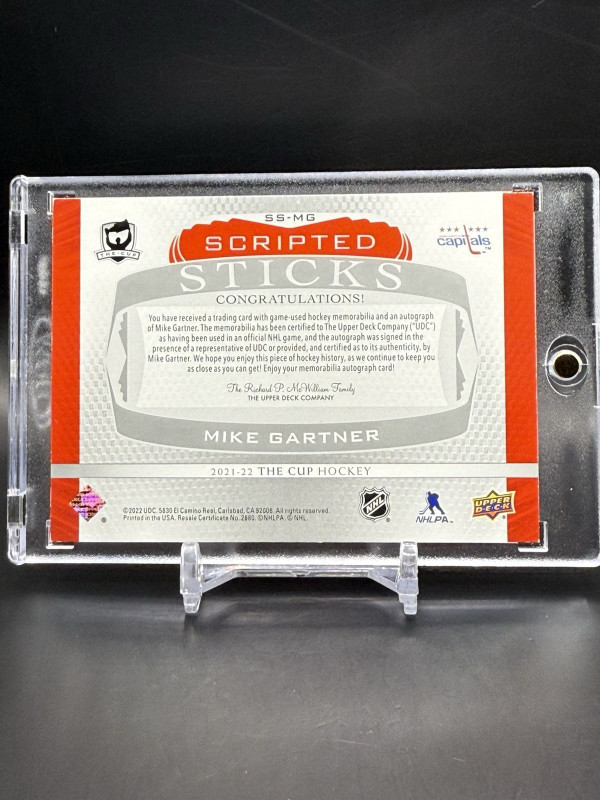 SS-MG
SCRIPTED
STICKS
THE CUP
capitals
CONGRATULATIONS!
You have received a trading card with game-used hockey memorabilia and an autograph
of Mike Gartner. The memorabilia has been certified to The Upper Deck Company ("UDC")
as having been used in an official NHL game, and the autograph was signed in the
presence of a representative of UDC or provided, and certified as to its authenticity, by
Mike Gartner. We hope you enjoy this piece of hockey history, as we continue to keep you
as close as you can get! Enjoy your memorabilia autograph card!
The Richard P. McWilliam Family
THE UPPER DECK COMPANY
MIKE GARTNER
2021-22 THE CUP HOCKEY
©2022 UDC. 5830 El Camino Real, Carlsbad, CA 92008. All rights reserved.
Printed in the USA. Resale Certificate No. 2680. ©NHLPA. © NHL.
NHL
NHLPA
UPPER
DECK